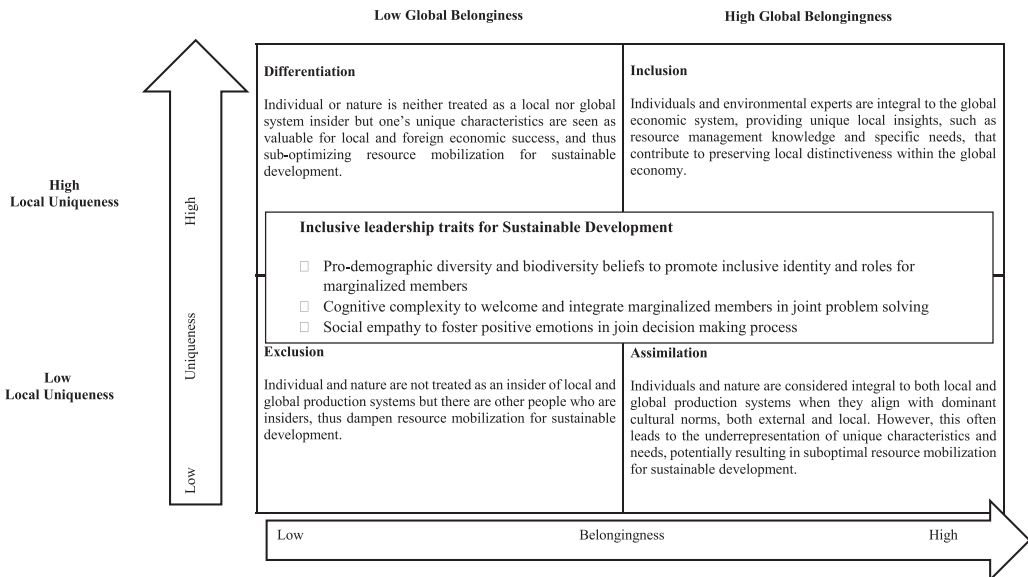 Low Global Belonginess
High Global Belongingness
Differentiation
Individual or nature is neither treated as a local nor global
system insider but one's unique characteristics are seen as
valuable for local and foreign economic success, and thus
sub-optimizing resource mobilization for sustainable
development.
Inclusion
Individuals and environmental experts are integral to the global
economic system, providing unique local insights, such as
resource management knowledge and specific needs, that
contribute to preserving local distinctiveness within the global
economy.
High
Local Uniqueness
High
Inclusive leadership traits for Sustainable Development
□ Pro-demographic diversity and biodiversity beliefs to promote inclusive identity and roles for
marginalized members
□ Cognitive complexity to welcome and integrate marginalized members in joint problem solving
□ Social empathy to foster positive emotions in join decision making process
Uniqueness
Low
Local Uniqueness
Exclusion
Individual and nature are not treated as an insider of local and
global production systems but there are other people who are
insiders, thus dampen resource mobilization for sustainable
development.
Assimilation
Individuals and nature are considered integral to both local and
global production systems when they align with dominant
cultural norms, both external and local. However, this often
leads to the underrepresentation of unique characteristics and
needs, potentially resulting in suboptimal resource mobilization
for sustainable development.
Low
Low
Belongingness
High